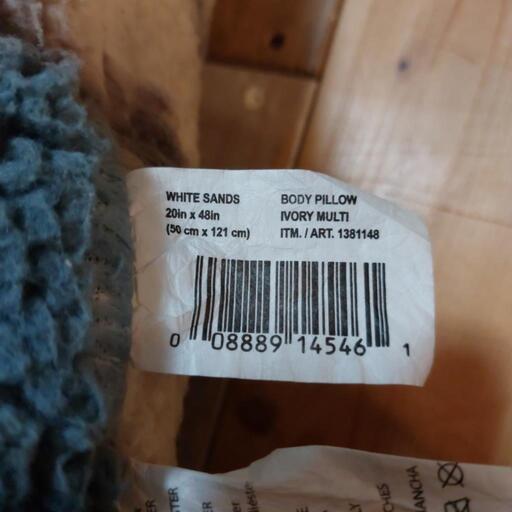 WHITE SANDS
20in x 48in
(50 cm x 121 cm)
BODY PILLOW
IVORY MULTI
ITM. / ART. 1381148
0 08889 14546 1